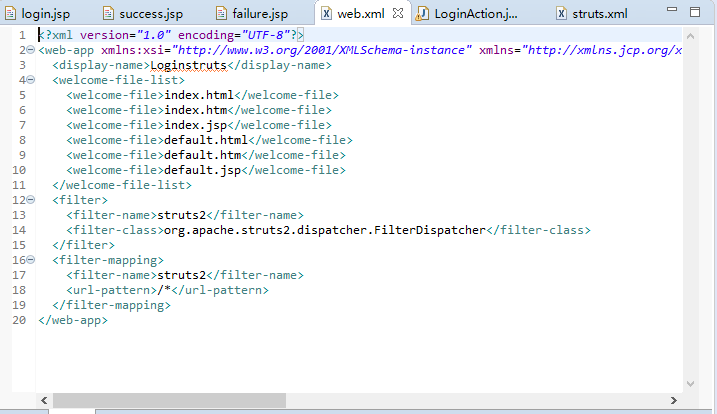 login.jsp success.jsp failure.jsp web.xml LoginAction.j... struts.xml
1 <?xml version="1.0" encoding="UTF-8"?>
2 <web-app xmlns:xsi="http://www.w3.org/2001/XMLSchema-instance" xmlns="http://xmlns.jcp.org/x
3 <display-name>Loginstruts</display-name>
4 <welcome-file-list>
5 <welcome-file>index.html</welcome-file>
6 <welcome-file>index.htm</welcome-file>
7 <welcome-file>index.jsp</welcome-file>
8 <welcome-file>default.html</welcome-file>
9 <welcome-file>default.htm</welcome-file>
10 <welcome-file>default.jsp</welcome-file>
11 </welcome-file-list>
12 <filter>
13 <filter-name>struts2</filter-name>
14 <filter-class>org.apache.struts2.dispatcher.FilterDispatcher</filter-class>
15 </filter>
16 <filter-mapping>
17 <filter-name>struts2</filter-name>
18 <url-pattern>/*</url-pattern>
19 </filter-mapping>
20 </web-app>